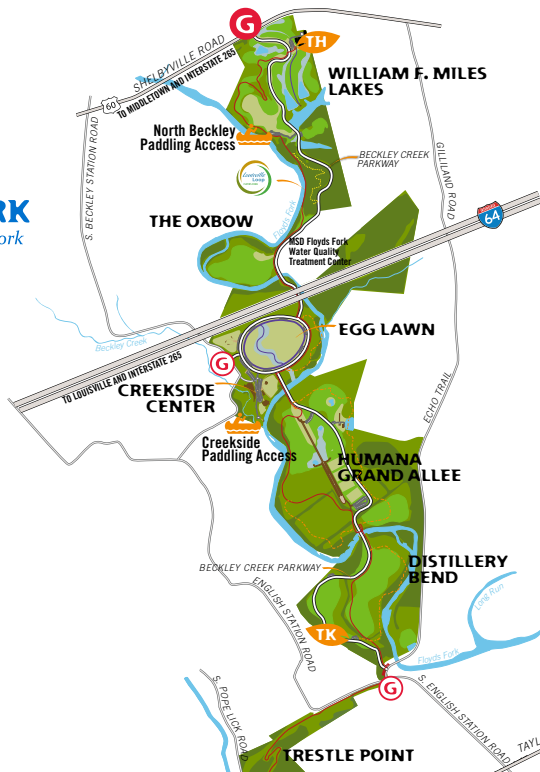 G
TH
SHELBYVILLE ROAD
60
TO MIDDLETOWN AND INTERSTATE 265
WILLIAM F. MILES
LAKES
North Beckley
Paddling Access
BECKLEY CREEK
PARKWAY
S. BECKLEY STATION ROAD
GILLILAND ROAD
Louisville
Loop
RK
ork
THE OXBOW
Floyds Fork
64
MSD Floyds Fork
Water Quality
Treatment Center
EGG LAWN
Beckley Creek
G
TO LOUISVILLE AND INTERSTATE 265
CREEKSIDE
CENTER
ECHO TRAIL
Creekside
Paddling Access
HUMANA
GRAND ALLEE
BECKLEY CREEK PARKWAY
DISTILLERY
BEND
ENGLISH STATION ROAD
Long Run
TK
Floyds Fork
G
S. POPE LICK ROAD
S. ENGLISH STATION ROAD
TRESTLE POINT
TAYL